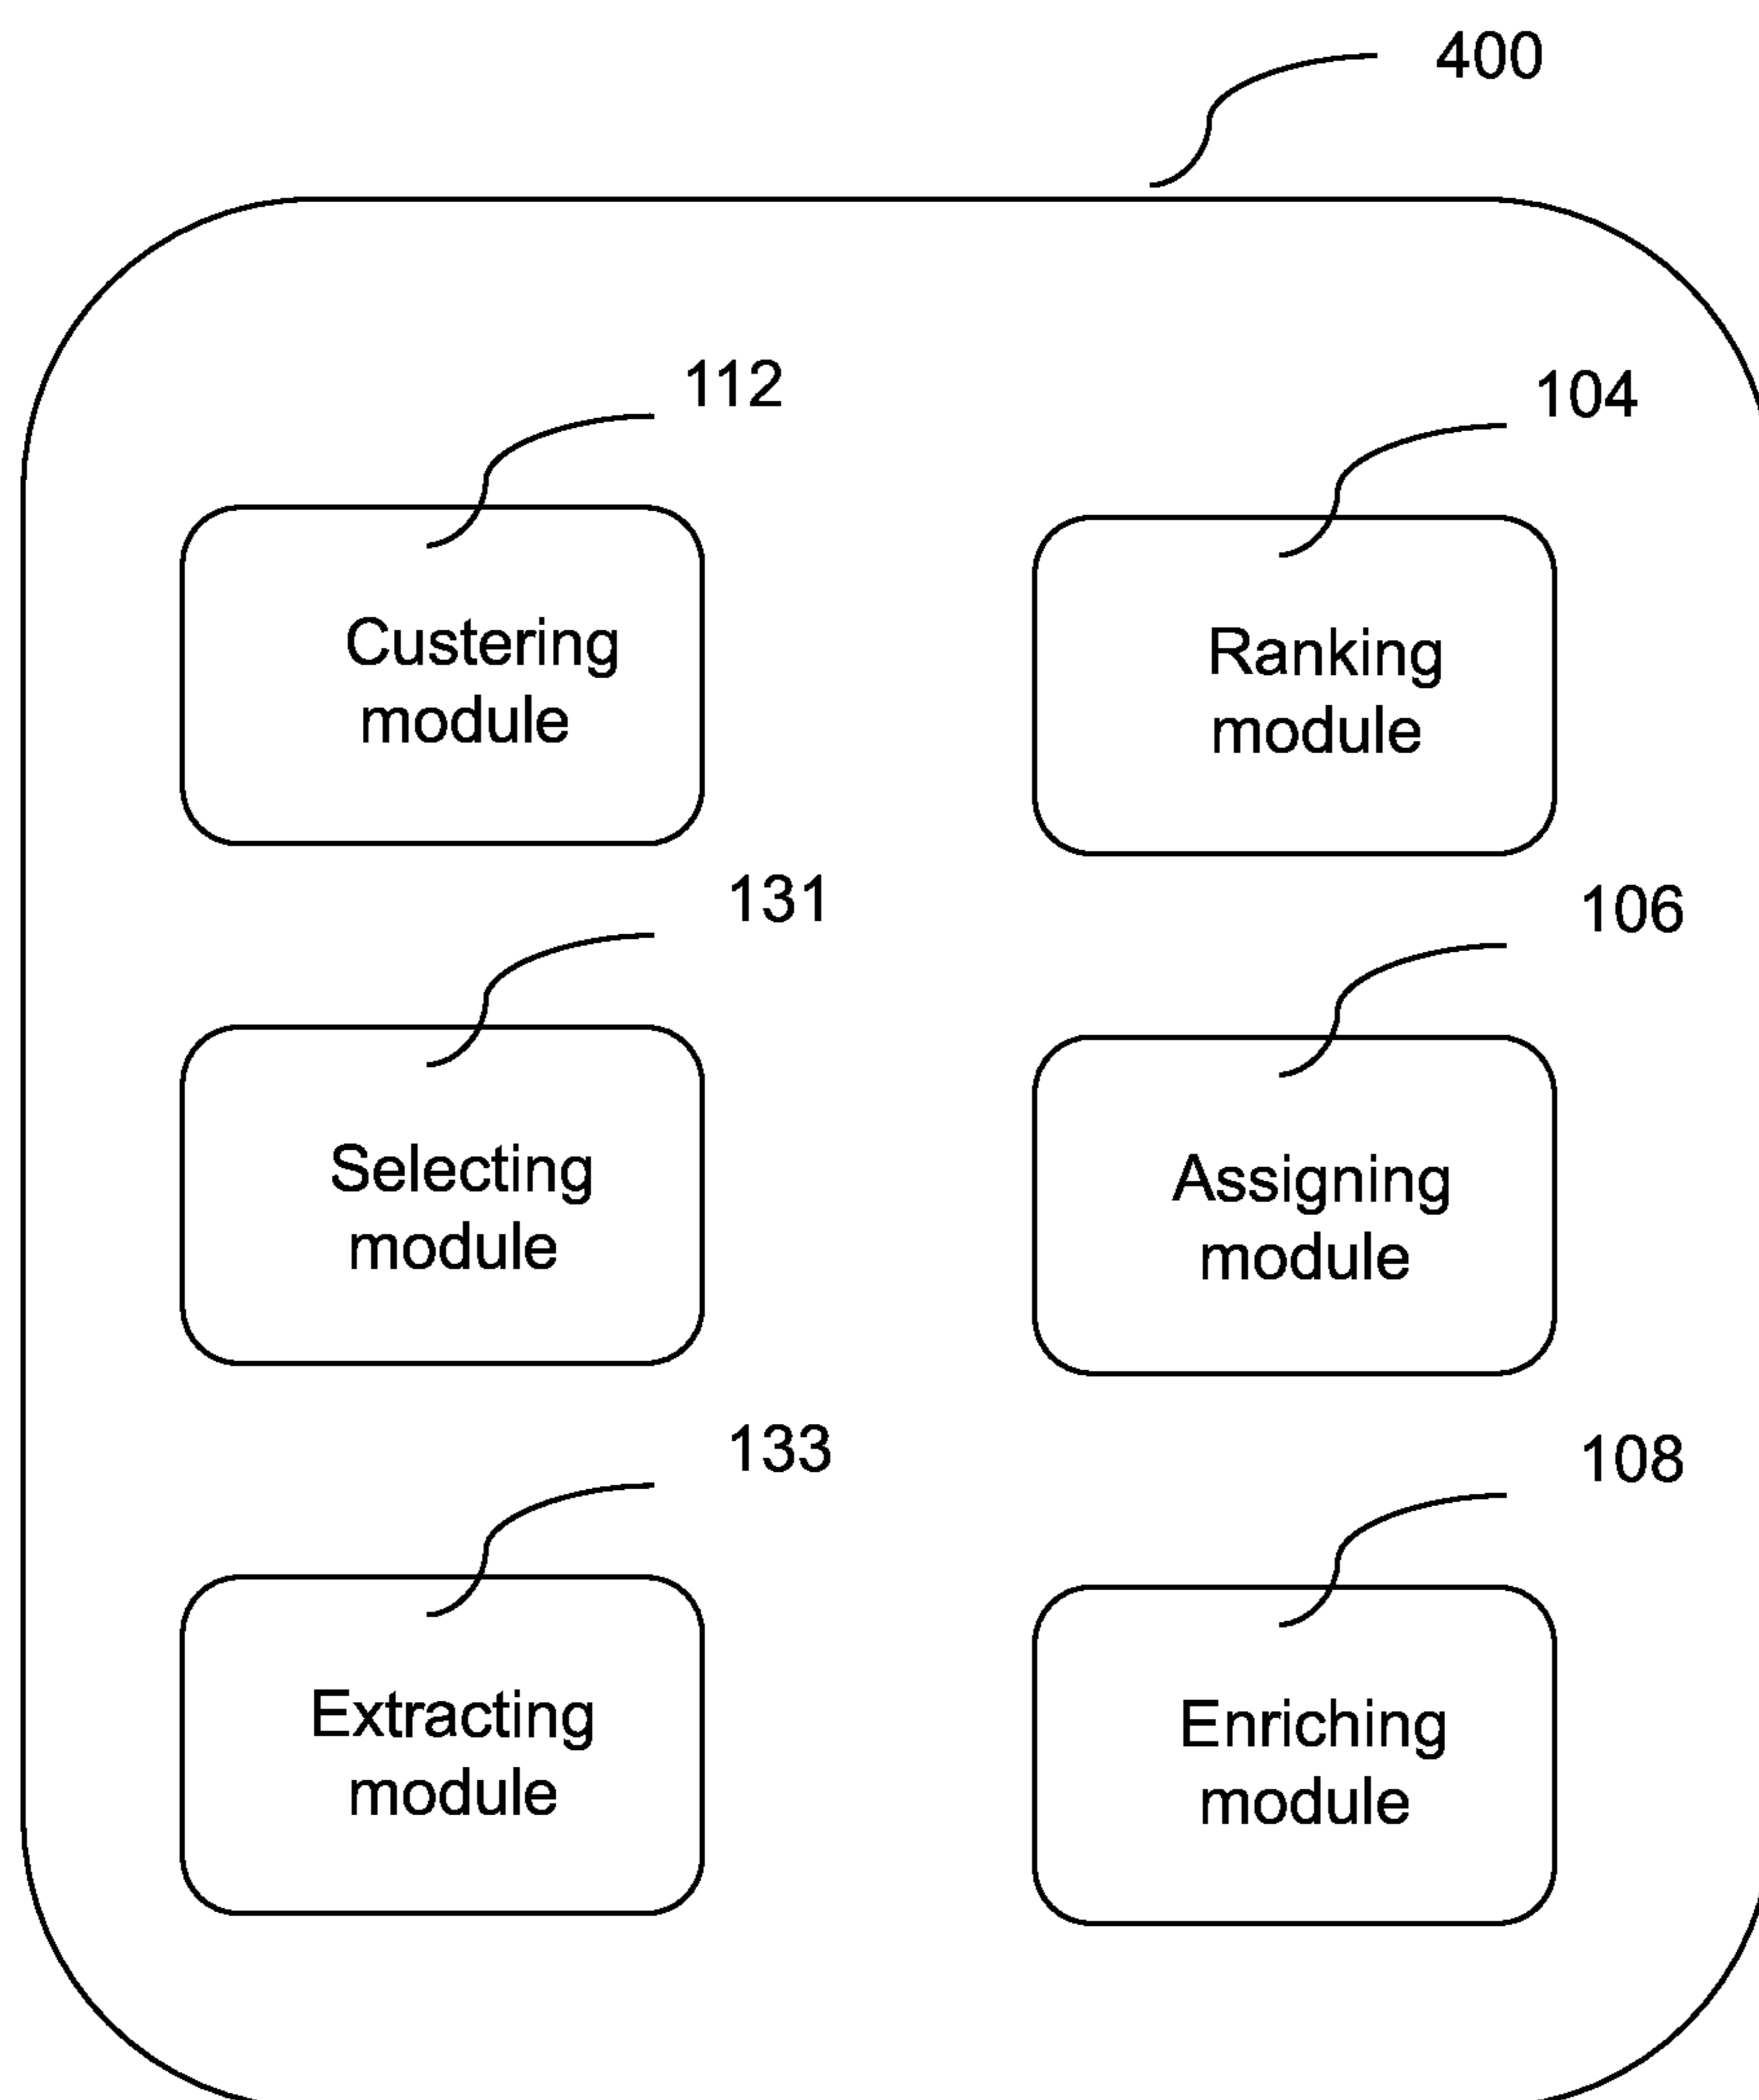 400
112
104
Custering
module
Ranking
module
131
106
Selecting
module
Assigning
module
133
108
Extracting
module
Enriching
module